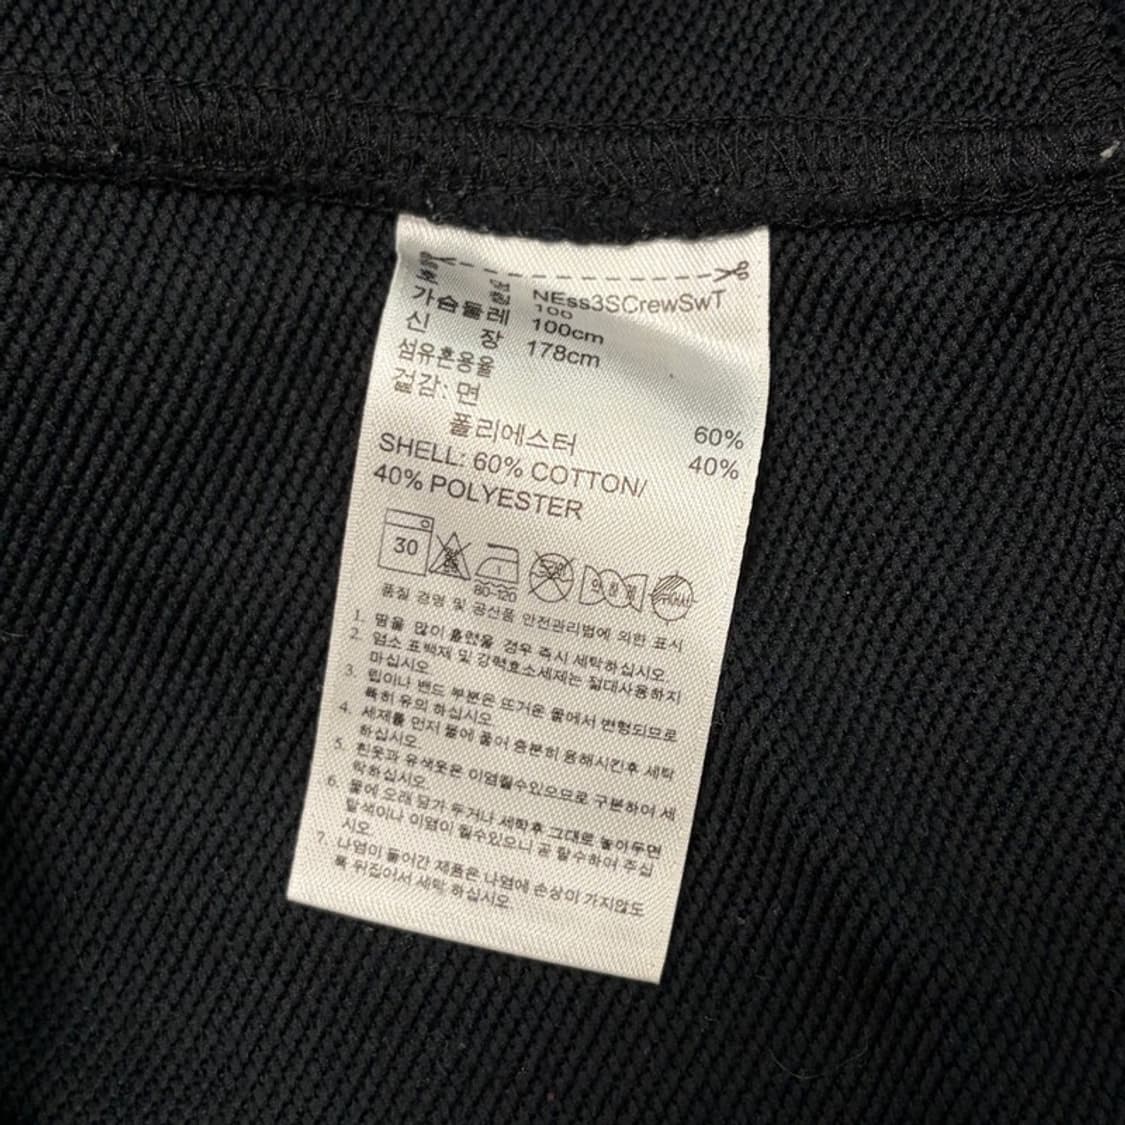 NEss3SCrewSwT
100
가슴둘레 100cm
신 장 178cm
섬유혼용율
겉감: 면 60%
폴리에스터 40%
SHELL: 60% COTTON/
40% POLYESTER
30
80-120
품질 경영 및 공산품 안전관리법에 의한 표시
1. 땀을 많이 흘렸을 경우 즉시 세탁하십시오
2. 염소 표백제 및 강력효소세제는 절대사용하지
마십시오
3. 립이나 밴드 부분은 뜨거운 물에서 변형되므로
특히 유의 하십시오
4. 세제를 먼저 물에 풀어 충분히 용해시킨후 세탁
하십시오
5. 흰옷과 유색옷은 이염될수있으므로 구분하여 세
탁하십시오
6. 물에 오래 담가 두거나 세탁후 그대로 놓아두면
탈색이나 이염이 될수있으니 곧 탈수하여 주십
시오
7. 나염이 들어간 제품은 나염에 손상이 가지않도
록 뒤집어서 세탁 하십시오